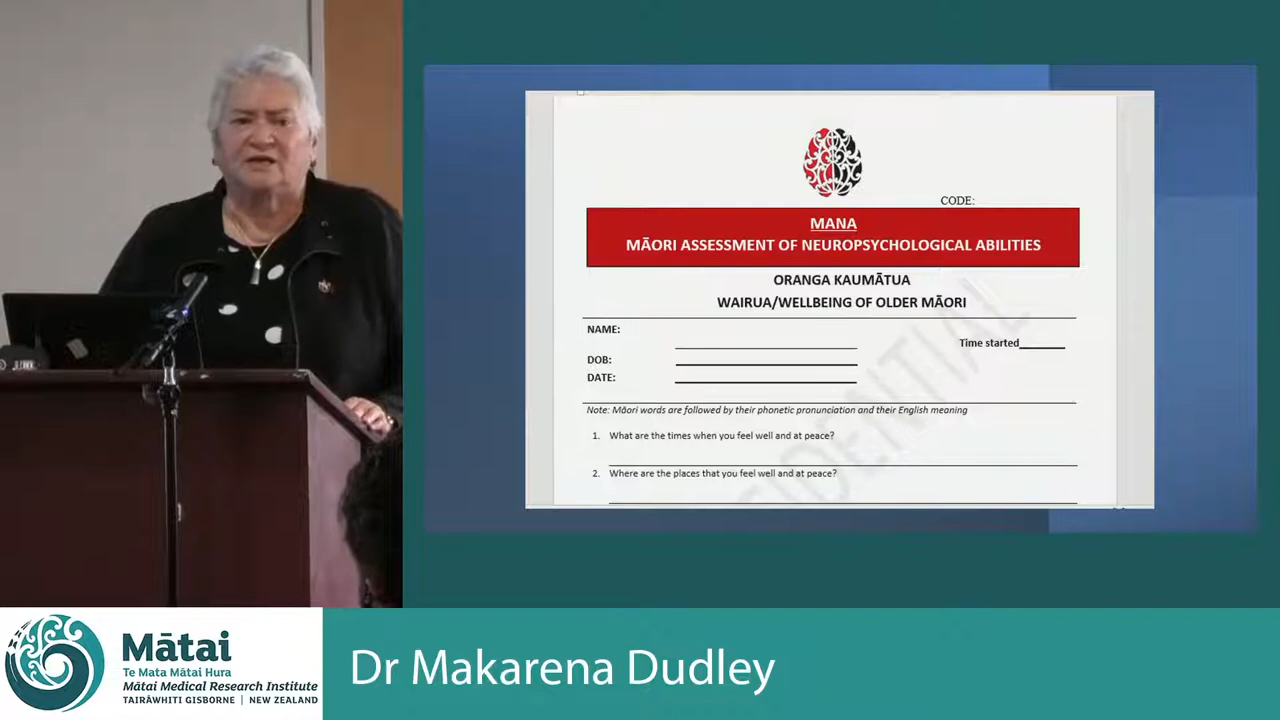 CODE:
MANA
MĀORI ASSESSMENT OF NEUROPSYCHOLOGICAL ABILITIES
ORANGA KAUMĀTUA
WAIRUA/WELLBEING OF OLDER MĀORI
NAME:
Time started
DOB:
DATE:
Note: Māori words are followed by their phonetic pronunciation and their English meaning
1. What are the times when you feel well and at peace?
2. Where are the places that you feel well and at peace?
Mātai
Te Mata Mātai Hura
Mātai Medical Research Institute
TAIRĀWHITI GISBORNE | NEW ZEALAND
Dr Makarena Dudley